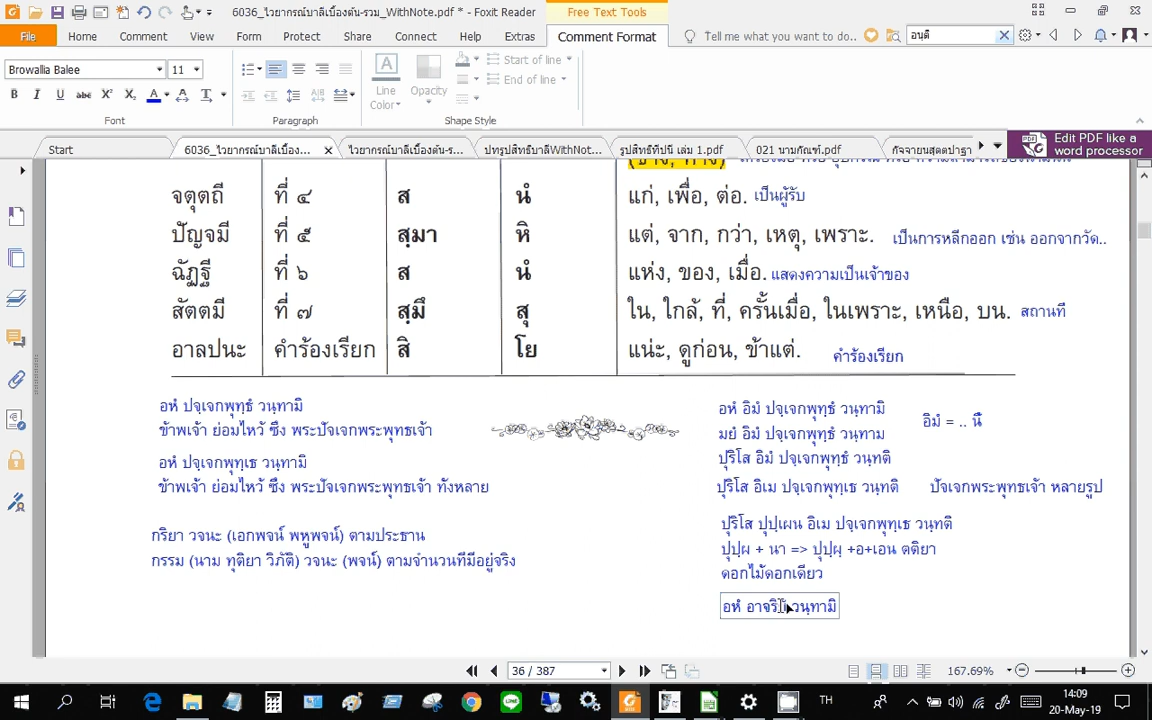 6036_ไวยากรณ์บาลีเบื้องต้น-รวม_WithNote.pdf * - Foxit Reader
Free Text Tools
File Home Comment View Form Protect Share Connect Help Extras Comment Format Tell me what you want to do.. อนุตี
Browallia Balee 11
Start of line
End of line
Line Color
Opacity
Font Paragraph Shape Style
Start 6036_ไวยากรณ์บาลีเบื้องต้น-... ไวยากรณ์บาลีเบื้องต้น-ร... ปทรูปสิทธิบาลีWithNot... รูปสิทธิทีปนี เล่ม 1.pdf 021 นามกัณฑ์.pdf กัจจายนสุตตปาฐา
Edit PDF like a word processor
จตุตถี ที่ ๔ ส นํ แก่, เพื่อ, ต่อ. เป็นผู้รับ
ปัญจมี ที่ ๕ สฺมา หิ แต่, จาก, กว่า, เหตุ, เพราะ. เป็นการหลีกออก เช่น ออกจากวัด..
ฉัฏฐี ที่ ๖ ส นํ แห่ง, ของ, เมื่อ. แสดงความเป็นเจ้าของ
สัตตมี ที่ ๗ สฺมึ สุ ใน, ใกล้, ที่, ครั้นเมื่อ, ในเพราะ, เหนือ, บน. สถานที่
อาลปนะ คำร้องเรียก สิ โย แน่ะ, ดูก่อน, ข้าแต่. คำร้องเรียก
อหํ ปจฺเจกพุทฺธํ วนฺทามิ
ข้าพเจ้า ย่อมไหว้ ซึ่ง พระปัจเจกพระพุทธเจ้า
อหํ ปจฺเจกพุทฺเธ วนฺทามิ
ข้าพเจ้า ย่อมไหว้ ซึ่ง พระปัจเจกพระพุทธเจ้า ทั้งหลาย
กริยา วจนะ (เอกพจน์ พหูพจน์) ตามประธาน
กรรม (นาม ทุติยา วิภัติ) วจนะ (พจน์) ตามจำนวนที่มีอยู่จริง
อหํ อิมํ ปจฺเจกพุทฺธํ วนฺทามิ
อิมํ = .. นี้
มยํ อิมํ ปจฺเจกพุทฺธํ วนฺทาม
ปุริโส อิมํ ปจฺเจกพุทฺธํ วนฺทติ
ปุริโส อิเม ปจฺเจกพุทฺเธ วนฺทติ ปัจเจกพระพุทธเจ้า หลายรูป
ปุริโส ปุปฺเผน อิเม ปจฺเจกพุทฺเธ วนฺทติ
ปุปฺผ + นา => ปุปฺผฺ +อ+เอน ตติยา
ดอกไม้ดอกเดียว
อหํ วนฺทามิ
36 / 387
167.69%
TH
14:09
20-May-19